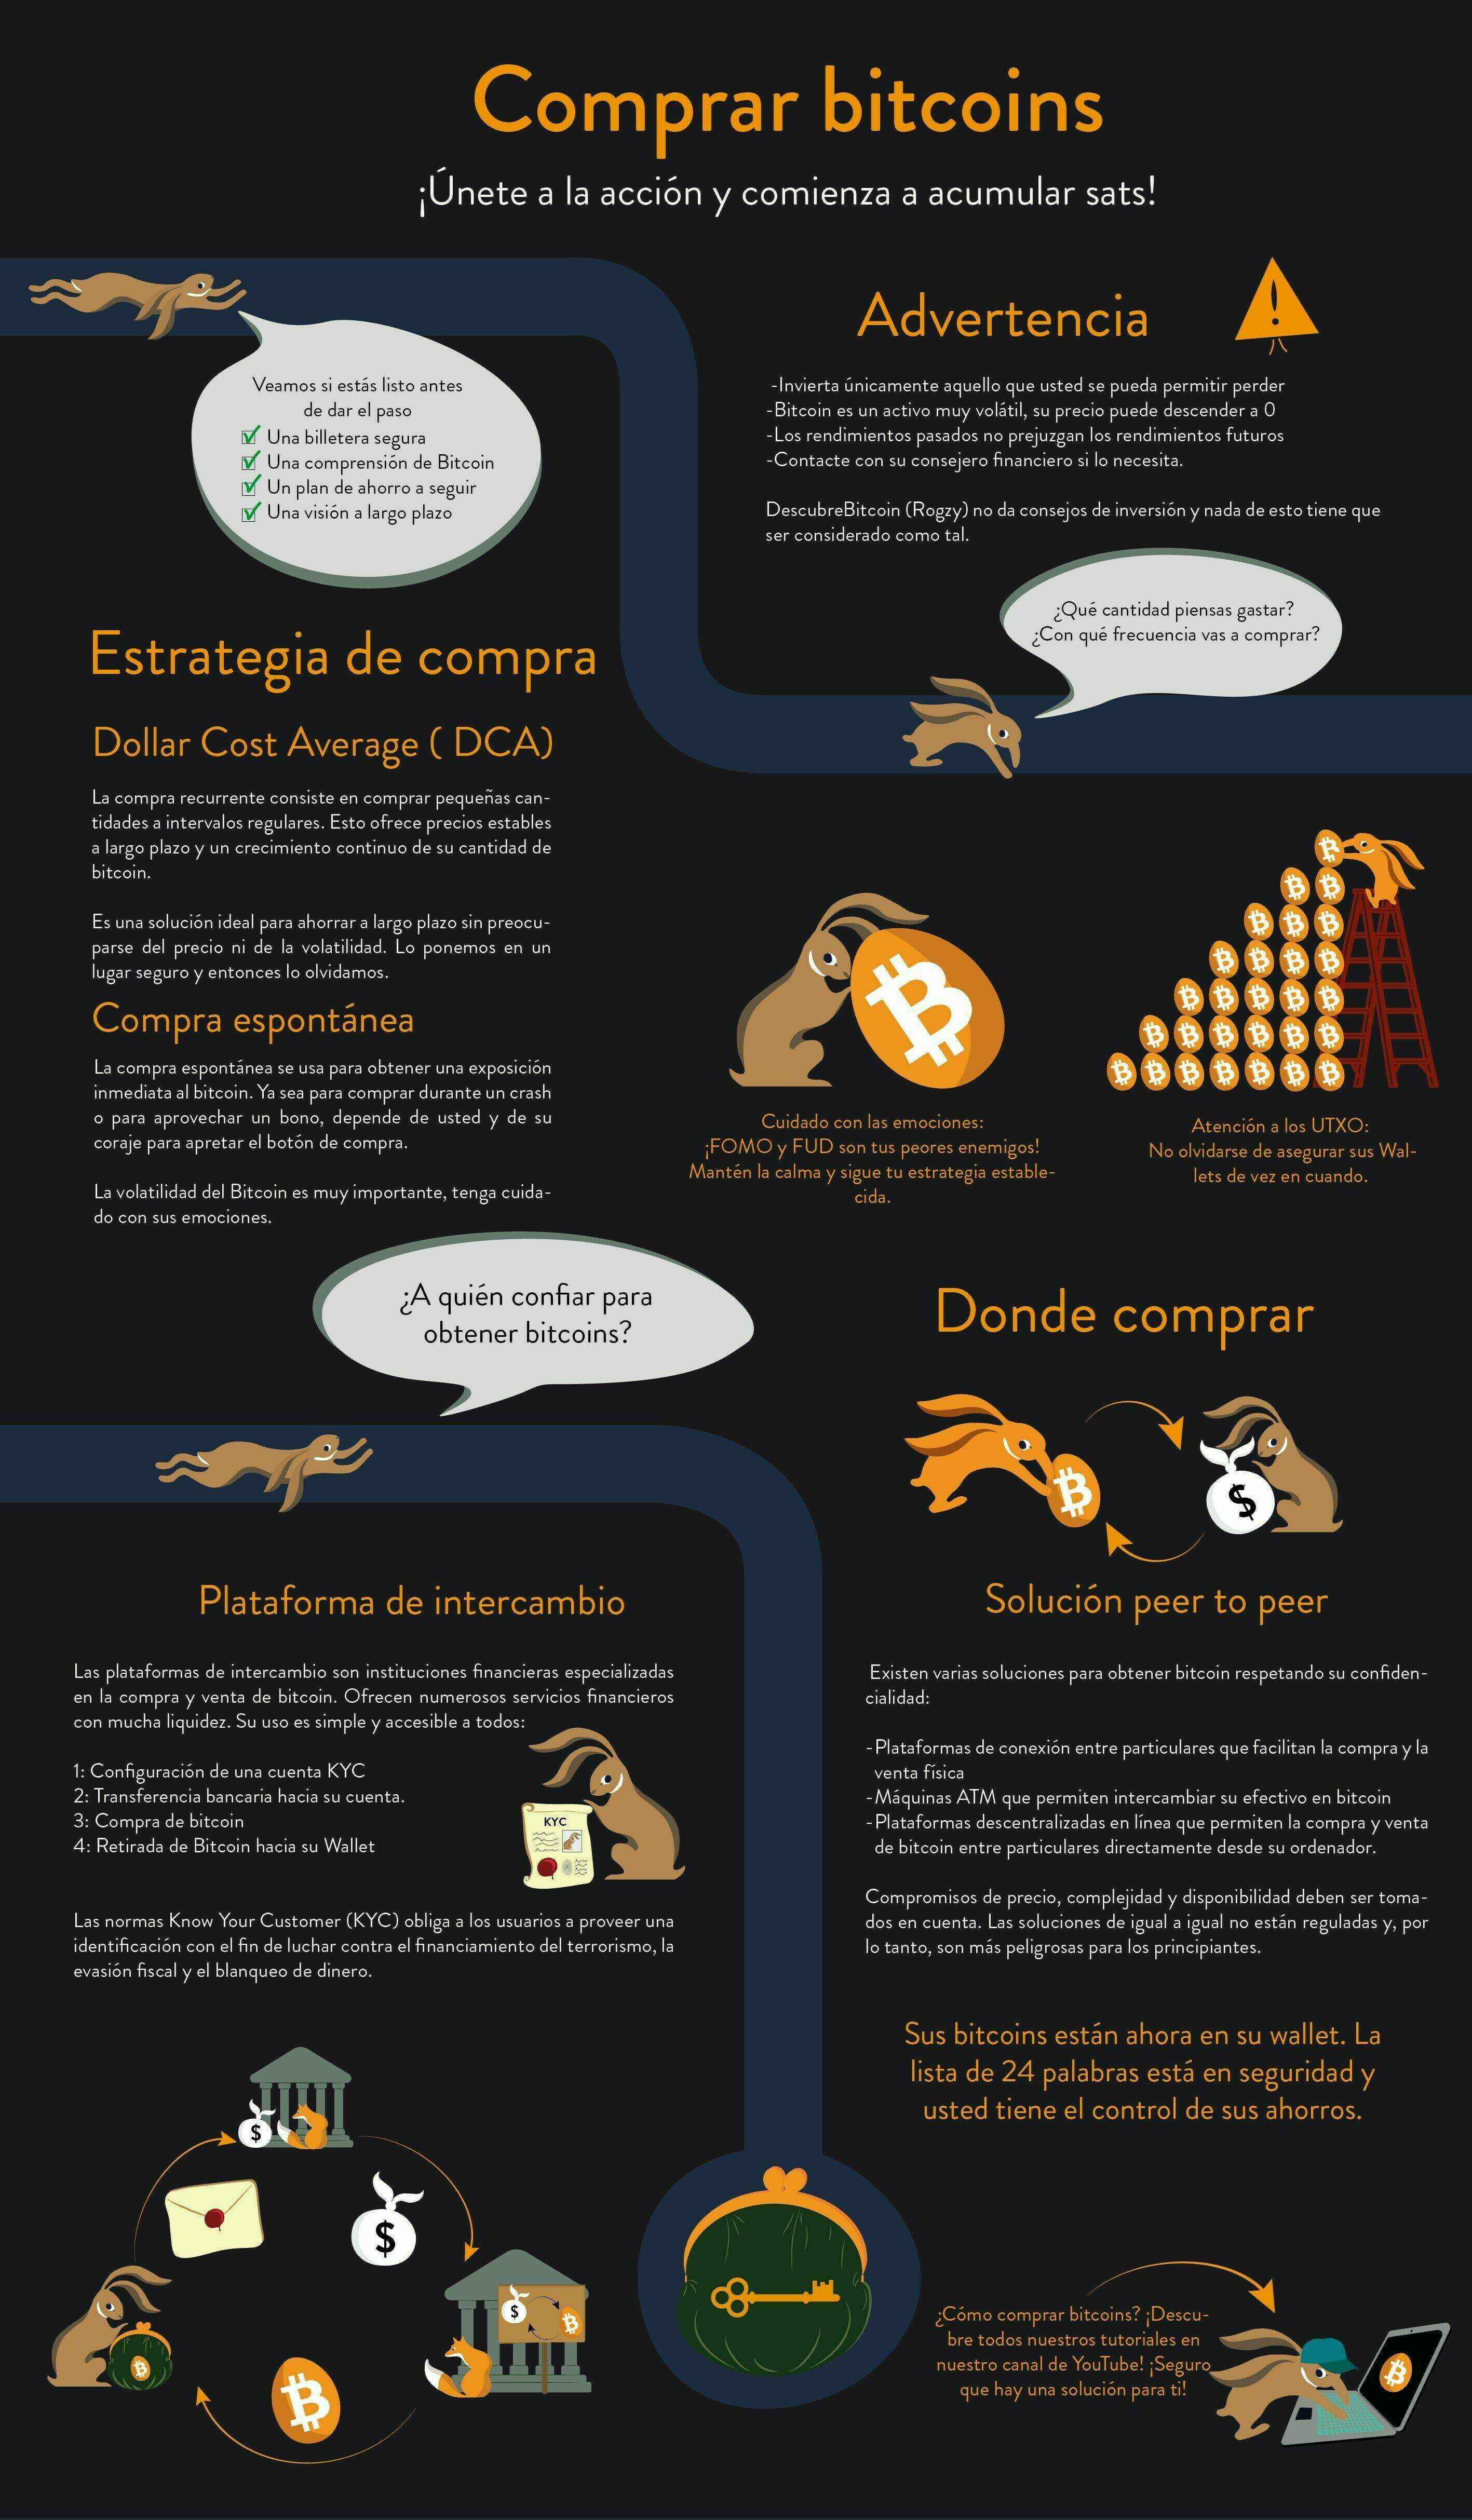 Comprar bitcoins
¡Únete a la acción y comienza a acumular sats!
Veamos si estás listo antes
de dar el paso
Una billetera segura
Una comprensión de Bitcoin
Un plan de ahorro a seguir
Una visión a largo plazo
Advertencia
!
-Invierta únicamente aquello que usted se pueda permitir perder
-Bitcoin es un activo muy volátil, su precio puede descender a 0
-Los rendimientos pasados no prejuzgan los rendimientos futuros
-Contacte con su consejero financiero si lo necesita.
DescubreBitcoin (Rogzy) no da consejos de inversión y nada de esto tiene que
ser considerado como tal.
¿Qué cantidad piensas gastar?
¿Con qué frecuencia vas a comprar?
Estrategia de compra
Dollar Cost Average ( DCA)
La compra recurrente consiste en comprar pequeñas can-
tidades a intervalos regulares. Esto ofrece precios estables
a largo plazo y un crecimiento continuo de su cantidad de
bitcoin.
Es una solución ideal para ahorrar a largo plazo sin preocu-
parse del precio ni de la volatilidad. Lo ponemos en un
lugar seguro y entonces lo olvidamos.
Compra espontánea
La compra espontánea se usa para obtener una exposición
inmediata al bitcoin. Ya sea para comprar durante un crash
o para aprovechar un bono, depende de usted y de su
coraje para apretar el botón de compra.
La volatilidad del Bitcoin es muy importante, tenga cuida-
do con sus emociones.
Cuidado con las emociones:
¡FOMO y FUD son tus peores enemigos!
Mantén la calma y sigue tu estrategia estable-
cida.
Atención a los UTXO:
No olvidarse de asegurar sus Wal-
lets de vez en cuando.
¿A quién confiar para
obtener bitcoins?
Donde comprar
$
Plataforma de intercambio
Las plataformas de intercambio son instituciones financieras especializadas
en la compra y venta de bitcoin. Ofrecen numerosos servicios financieros
con mucha liquidez. Su uso es simple y accesible a todos:
1: Configuración de una cuenta KYC
2: Transferencia bancaria hacia su cuenta.
3: Compra de bitcoin
4: Retirada de Bitcoin hacia su Wallet
KYC
Las normas Know Your Customer (KYC) obliga a los usuarios a proveer una
identificación con el fin de luchar contra el financiamiento del terrorismo, la
evasión fiscal y el blanqueo de dinero.
Solución peer to peer
Existen varias soluciones para obtener bitcoin respetando su confiden-
cialidad:
-Plataformas de conexión entre particulares que facilitan la compra y la
venta física
-Máquinas ATM que permiten intercambiar su efectivo en bitcoin
-Plataformas descentralizadas en línea que permiten la compra y venta
de bitcoin entre particulares directamente desde su ordenador.
Compromisos de precio, complejidad y disponibilidad deben ser toma-
dos en cuenta. Las soluciones de igual a igual no están reguladas y, por
lo tanto, son más peligrosas para los principiantes.
Sus bitcoins están ahora en su wallet. La
lista de 24 palabras está en seguridad y
usted tiene el control de sus ahorros.
$
$
$
¿Cómo comprar bitcoins? ¡Descu-
bre todos nuestros tutoriales en
nuestro canal de YouTube! ¡Seguro
que hay una solución para ti!